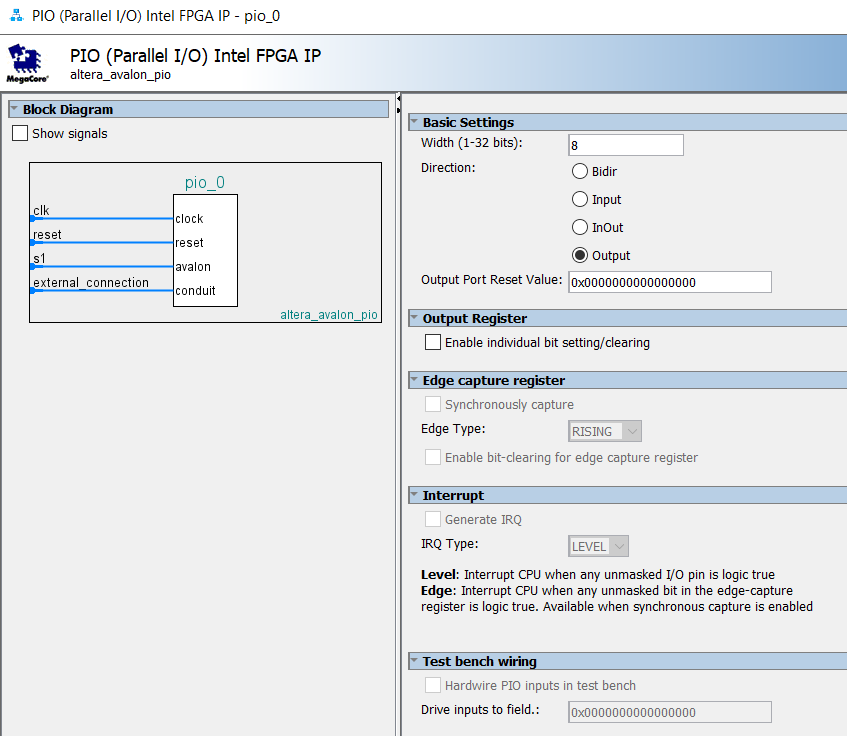 PIO (Parallel I/O) Intel FPGA IP - pio_0
PIO (Parallel I/O) Intel FPGA IP
altera_avalon_pio
MegaCore®
Block Diagram
Show signals
pio_0
clk
clock
reset
reset
s1
avalon
external_connection
conduit
altera_avalon_pio
Basic Settings
Width (1-32 bits):
8
Direction:
Bidir
Input
InOut
Output
Output Port Reset Value:
0x0000000000000000
Output Register
Enable individual bit setting/clearing
Edge capture register
Synchronously capture
Edge Type:
RISING
Enable bit-clearing for edge capture register
Interrupt
Generate IRQ
IRQ Type:
LEVEL
Level: Interrupt CPU when any unmasked I/O pin is logic true
Edge: Interrupt CPU when any unmasked bit in the edge-capture
register is logic true. Available when synchronous capture is enabled
Test bench wiring
Hardwire PIO inputs in test bench
Drive inputs to field.:
0x0000000000000000